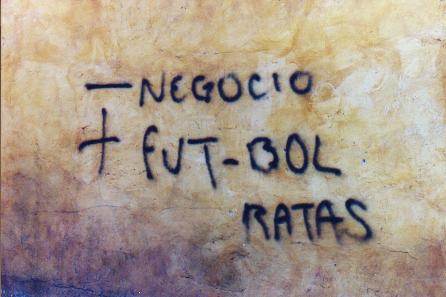 — NEGOCIO
+ FUT-BOL
RATAS